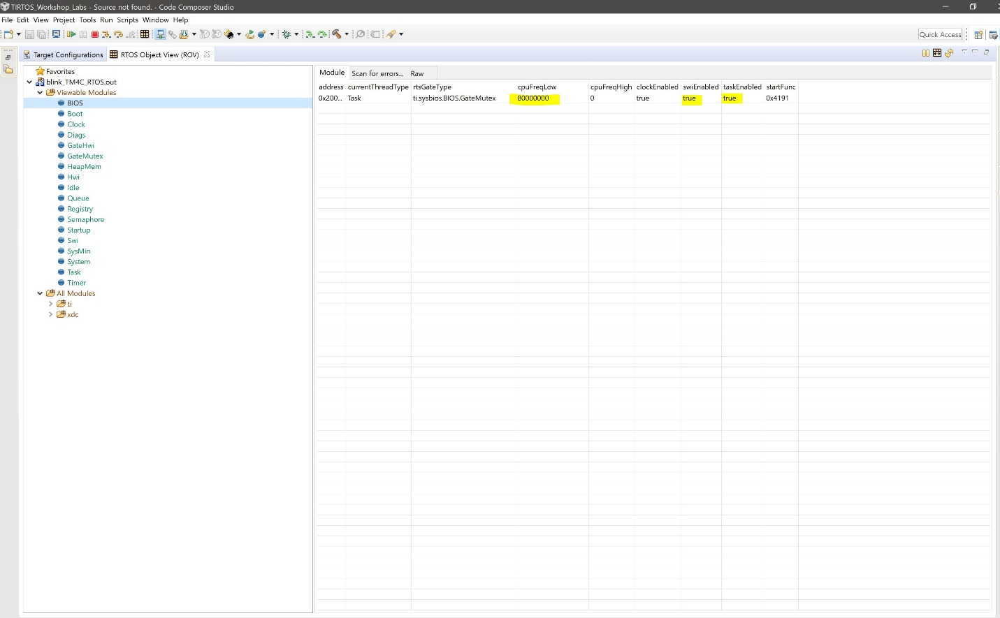 TIRTOS_Workshop_Labs - Source not found. - Code Composer Studio
File Edit View Project Tools Run Scripts Window Help
Quick Access
Target Configurations RTOS Object View (ROV)
Favorites
blink_TM4C_RTOS.out
Viewable Modules
BIOS
Boot
Clock
Diags
GateHwi
GateMutex
HeapMem
Hwi
Idle
Queue
Registry
Semaphore
Startup
Swi
SysMin
System
Task
Timer
All Modules
ti
xdc
Module Scan for errors... Raw
address currentThreadType rtsGateType cpuFreqLow cpuFreqHigh clockEnabled swiEnabled taskEnabled startFunc
0x200... Task ti.sysbios.BIOS.GateMutex 80000000 0 true true true 0x4191